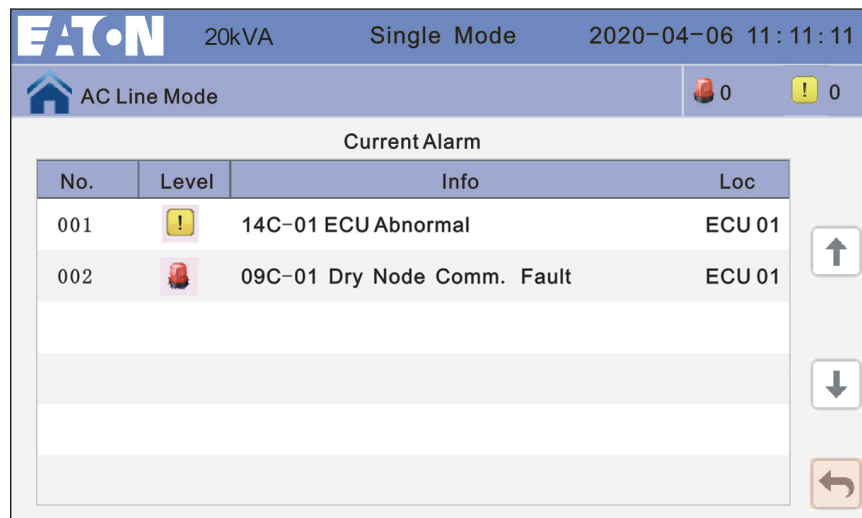 EATON 20kVA Single Mode 2020-04-06 11:11:11
AC Line Mode 0 ! 0
Current Alarm
No. Level Info Loc
001 ! 14C-01 ECU Abnormal ECU 01
002 09C-01 Dry Node Comm. Fault ECU 01